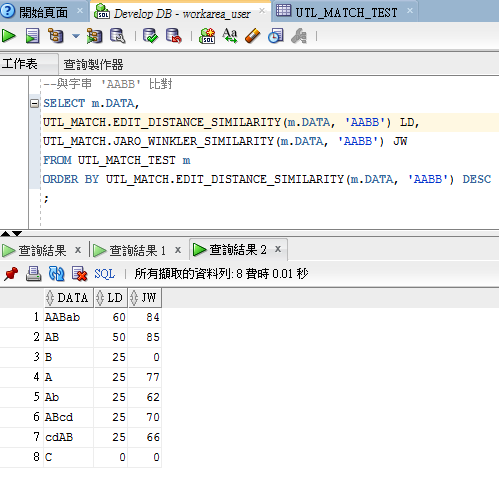 開始頁面 × Develop DB - workarea_user × UTL_MATCH_TEST ×
工作表 查詢製作器
--與字串 'AABB' 比對
SELECT m.DATA,
UTL_MATCH.EDIT_DISTANCE_SIMILARITY(m.DATA, 'AABB') LD,
UTL_MATCH.JARO_WINKLER_SIMILARITY(m.DATA, 'AABB') JW
FROM UTL_MATCH_TEST m
ORDER BY UTL_MATCH.EDIT_DISTANCE_SIMILARITY(m.DATA, 'AABB') DESC
;
查詢結果 × 查詢結果 1 × 查詢結果 2 ×
SQL | 所有擷取的資料列: 8 費時 0.01 秒
DATA LD JW
1 AABab 60 84
2 AB 50 85
3 B 25 0
4 A 25 77
5 Ab 25 62
6 ABcd 25 70
7 cdAB 25 66
8 C 0 0